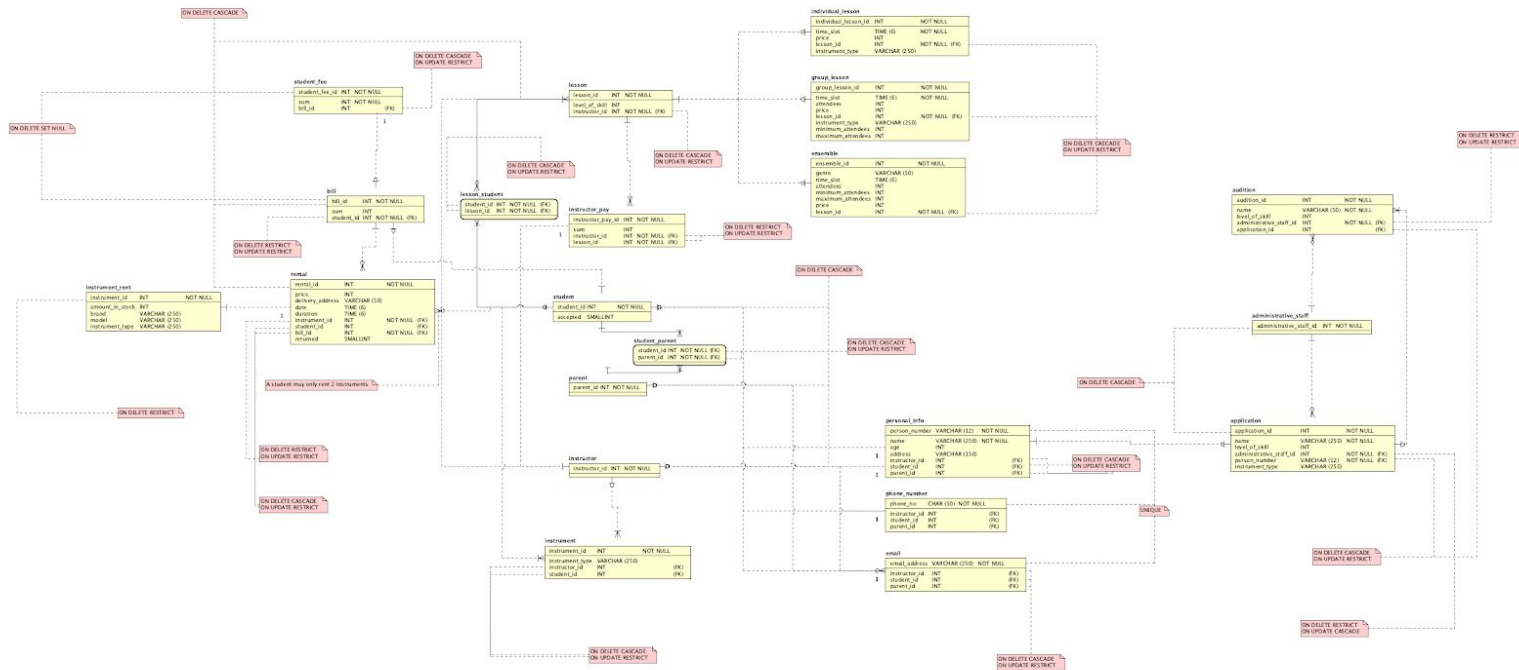 ON DELETE CASCADE
individual_lesson
individual_lesson_id INT NOT NULL
time_slot TIME (6) NOT NULL
price INT
lesson_id INT NOT NULL (FK)
instrument_type VARCHAR (250)
ON DELETE CASCADE
ON UPDATE RESTRICT
student_fee
student_fee_id INT NOT NULL
sum INT NOT NULL
bill_id INT (FK)
1
lesson
lesson_id INT NOT NULL
level_of_skill INT
instructor_id INT NOT NULL (FK)
group_lesson
group_lesson_id INT NOT NULL
time_slot TIME(6) NOT NULL
attendees INT
price INT
lesson_id INT NOT NULL (FK)
instrument_type VARCHAR (250)
minimum_attendees INT
maximum_attendees INT
ON DELETE SET NULL
ON DELETE CASCADE
ON UPDATE RESTRICT
ON DELETE CASCADE
ON UPDATE RESTRICT
ON DELETE CASCADE
ON UPDATE RESTRICT
ON DELETE RESTRICT
ON UPDATE RESTRICT
ensemble
ensemble_id INT NOT NULL
genre VARCHAR (50)
time_slot TIME (6)
attendees INT
minimum_attendees INT
maximum_attendees INT
price INT
lesson_id INT NOT NULL (FK)
bill
bill_id INT NOT NULL
sum INT
student_id INT NOT NULL (FK)
lesson_student
student_id INT NOT NULL (FK)
lesson_id INT NOT NULL (FK)
instructor_pay
instructor_pay_id INT NOT NULL
sum INT
instructor_id INT NOT NULL (FK)
lesson_id INT NOT NULL (FK)
1
ON DELETE RESTRICT
ON UPDATE RESTRICT
audition
audition_id INT NOT NULL
name VARCHAR (50) NOT NULL
level_of_skill INT
administrative_staff_id INT NOT NULL (FK)
application_id INT (FK)
ON DELETE RESTRICT
ON UPDATE RESTRICT
ON DELETE CASCADE
instrument_rent
instrument_id INT NOT NULL
amount_in_stock INT
brand VARCHAR (250)
model VARCHAR (250)
instrument_type VARCHAR (250)
rental
rental_id INT NOT NULL
price INT
delivery_address VARCHAR (50)
date TIME (6)
duration TIME (6)
instrument_id INT NOT NULL (FK)
student_id INT (FK)
bill_id INT NOT NULL (FK)
returned SMALLINT
1
student
student_id INT NOT NULL
accepted SMALLINT
administrative_staff
administrative_staff_id INT NOT NULL
student_parent
student_id INT NOT NULL (FK)
parent_id INT NOT NULL (FK)
ON DELETE CASCADE
ON UPDATE RESTRICT
A student may only rent 2 instruments
parent
parent_id INT NOT NULL
ON DELETE CASCADE
ON DELETE RESTRICT
personal_info
person_number VARCHAR (12) NOT NULL
name VARCHAR (250) NOT NULL
age INT
address VARCHAR (350)
instructor_id INT (FK)
student_id INT (FK)
parent_id INT (FK)
1
1
application
application_id INT NOT NULL
name VARCHAR (250) NOT NULL
level_of_skill INT
administrative_staff_id INT NOT NULL (FK)
person_number VARCHAR (12) NOT NULL (FK)
instrument_type VARCHAR (250)
ON DELETE RESTRICT
ON UPDATE RESTRICT
instructor
instructor_id INT NOT NULL
ON DELETE CASCADE
ON UPDATE RESTRICT
ON DELETE CASCADE
ON UPDATE RESTRICT
phone_number
phone_no CHAR (10) NOT NULL
instructor_id INT (FK)
student_id INT (FK)
parent_id INT (FK)
1
UNIQUE
instrument
instrument_id INT NOT NULL
instrument_type VARCHAR (250)
instructor_id INT (FK)
student_id INT (FK)
email
email_address VARCHAR (250) NOT NULL
instructor_id INT (FK)
student_id INT (FK)
parent_id INT (FK)
1
ON DELETE CASCADE
ON UPDATE RESTRICT
ON DELETE RESTRICT
ON UPDATE CASCADE
ON DELETE CASCADE
ON UPDATE RESTRICT
ON DELETE CASCADE
ON UPDATE RESTRICT